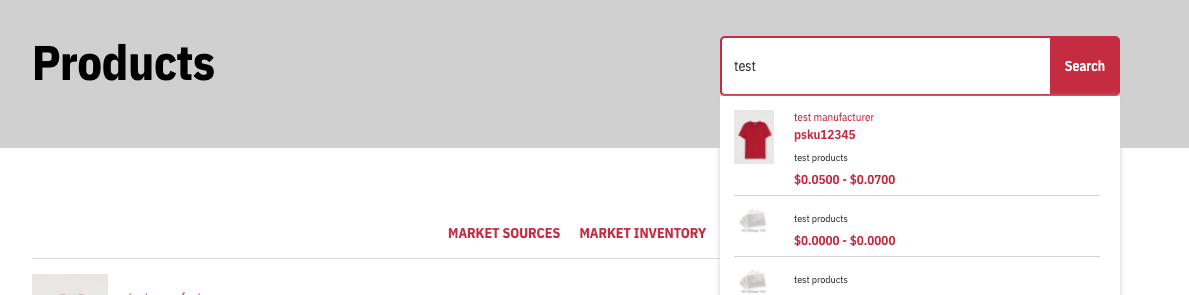 Products
test
Search
test manufacturer
psku12345
test products
$0.0500 - $0.0700
test products
$0.0000 - $0.0000
test products
MARKET SOURCES
MARKET INVENTORY